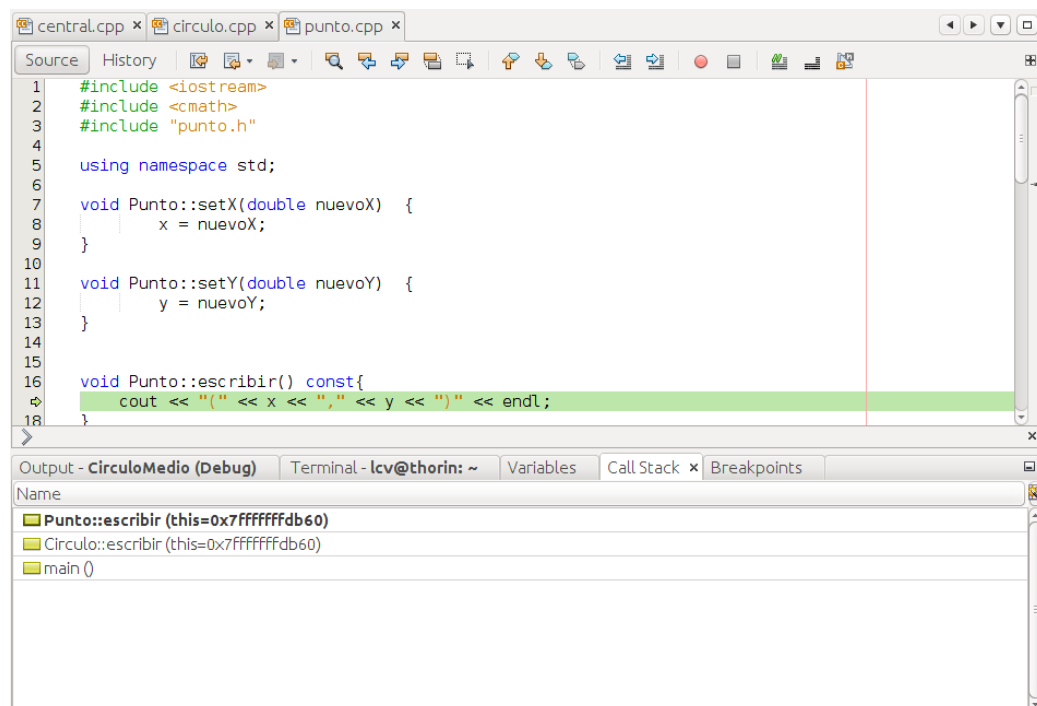 central.cpp × circulo.cpp × punto.cpp ×
Source History
1 #include <iostream>
2 #include <cmath>
3 #include "punto.h"
4
5 using namespace std;
6
7 void Punto::setX(double nuevoX)  {
8 x = nuevoX;
9 }
10
11 void Punto::setY(double nuevoY)  {
12 y = nuevoY;
13 }
14
15
16 void Punto::escribir() const{
cout << "(" << x << "," << y << ")" << endl;
18 }
Output - CirculoMedio (Debug) Terminal - lcv@thorin: ~ Variables Call Stack × Breakpoints
Name
Punto::escribir (this=0x7fffffffdb60)
Circulo::escribir (this=0x7fffffffdb60)
main ()